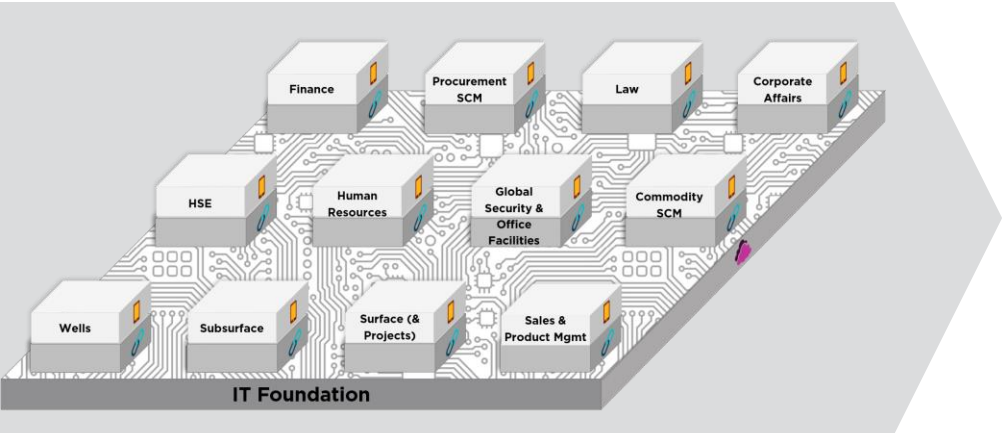 Finance
Procurement
SCM
Law
Corporate
Affairs
HSE
Human
Resources
Global
Security &
Office
Facilities
Commodity
SCM
Wells
Subsurface
Surface (&
Projects)
Sales &
Product Mgmt
IT Foundation